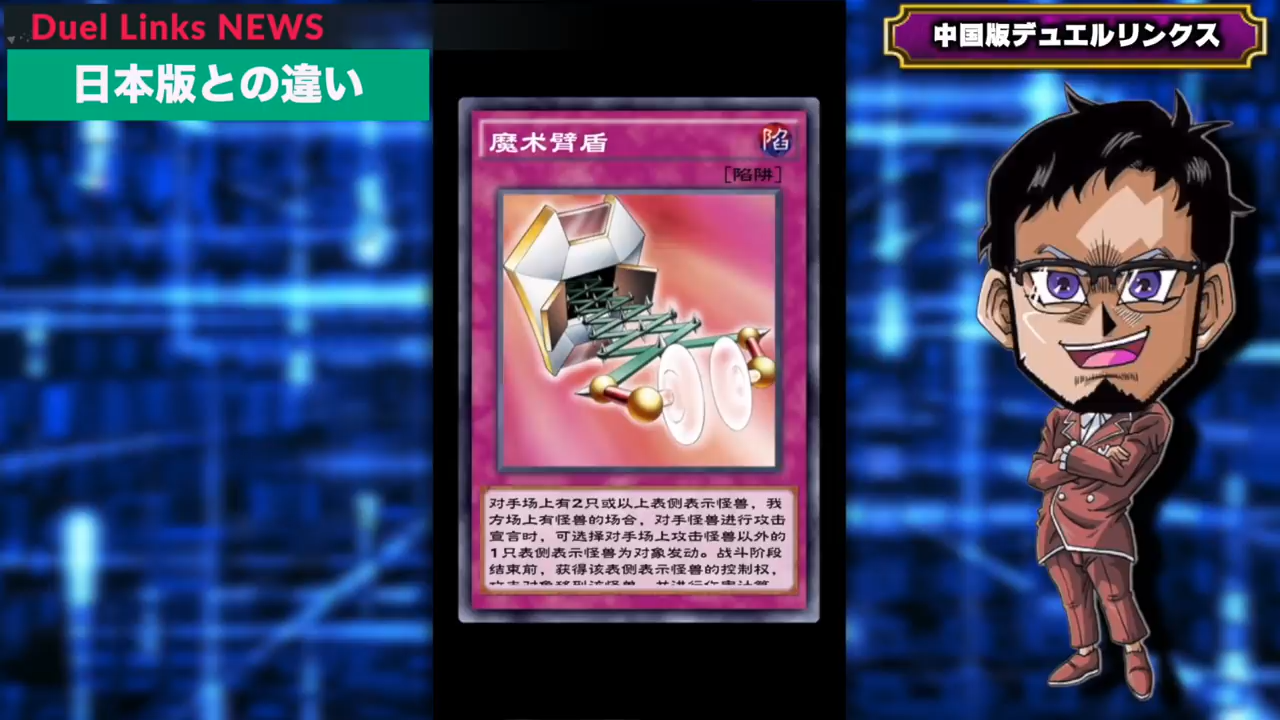 Duel Links NEWS
日本版との違い
中国版デュエルリンクス
魔术臂盾
陷
[陷阱]
对手场上有2只或以上表侧表示怪兽，我
方场上有怪兽的场合，对手怪兽进行攻击
宣言时，可选择对手场上攻击怪兽以外的
1只表侧表示怪兽为对象发动。战斗阶段
结束前，获得该表侧表示怪兽的控制权，